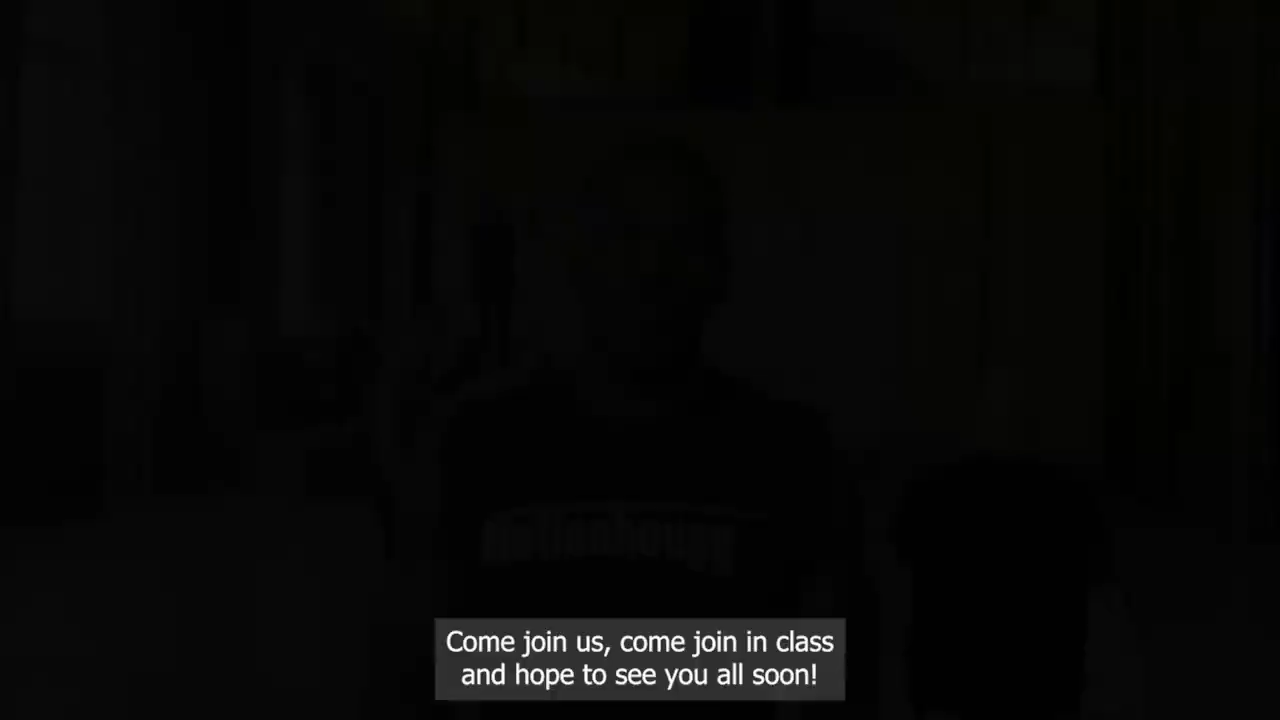 Come join us, come join in class
and hope to see you all soon!